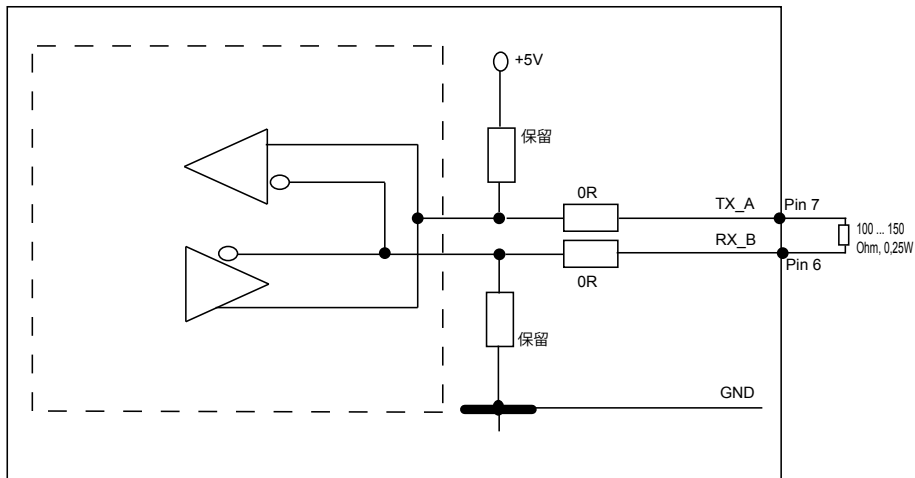 +5V
保留
0R
TX_A
Pin 7
100 ... 150
Ohm, 0,25W
RX_B
Pin 6
0R
保留
GND